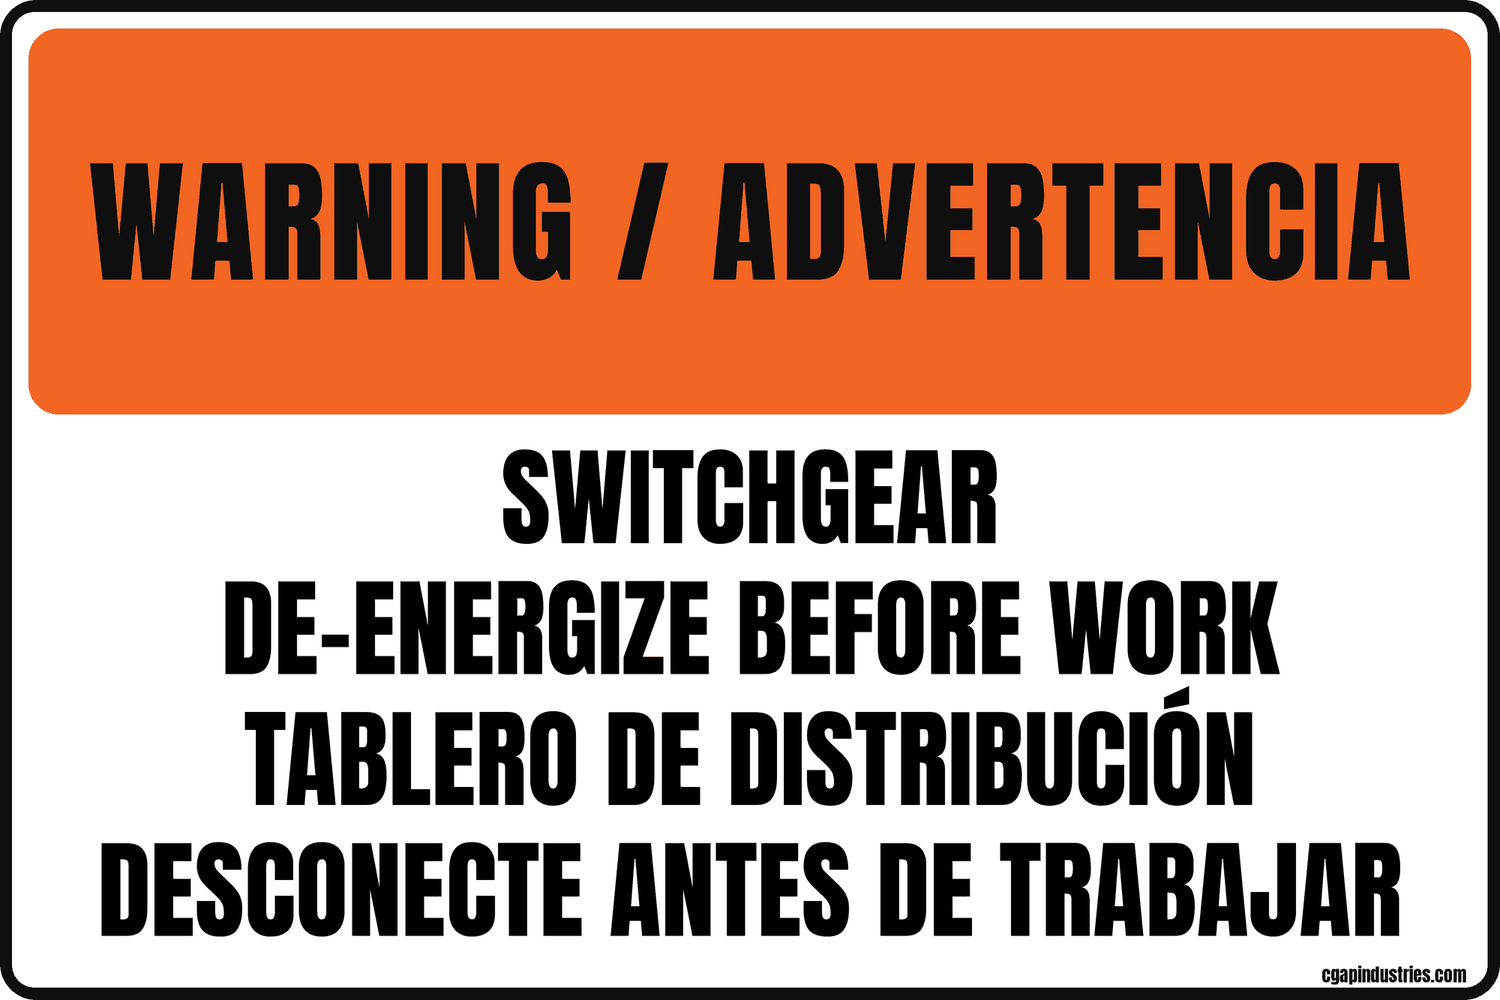 WARNING / ADVERTENCIA
SWITCHGEAR
DE-ENERGIZE BEFORE WORK
TABLERO DE DISTRIBUCIÓN
DESCONECTE ANTES DE TRABAJAR
cgapindustries.com